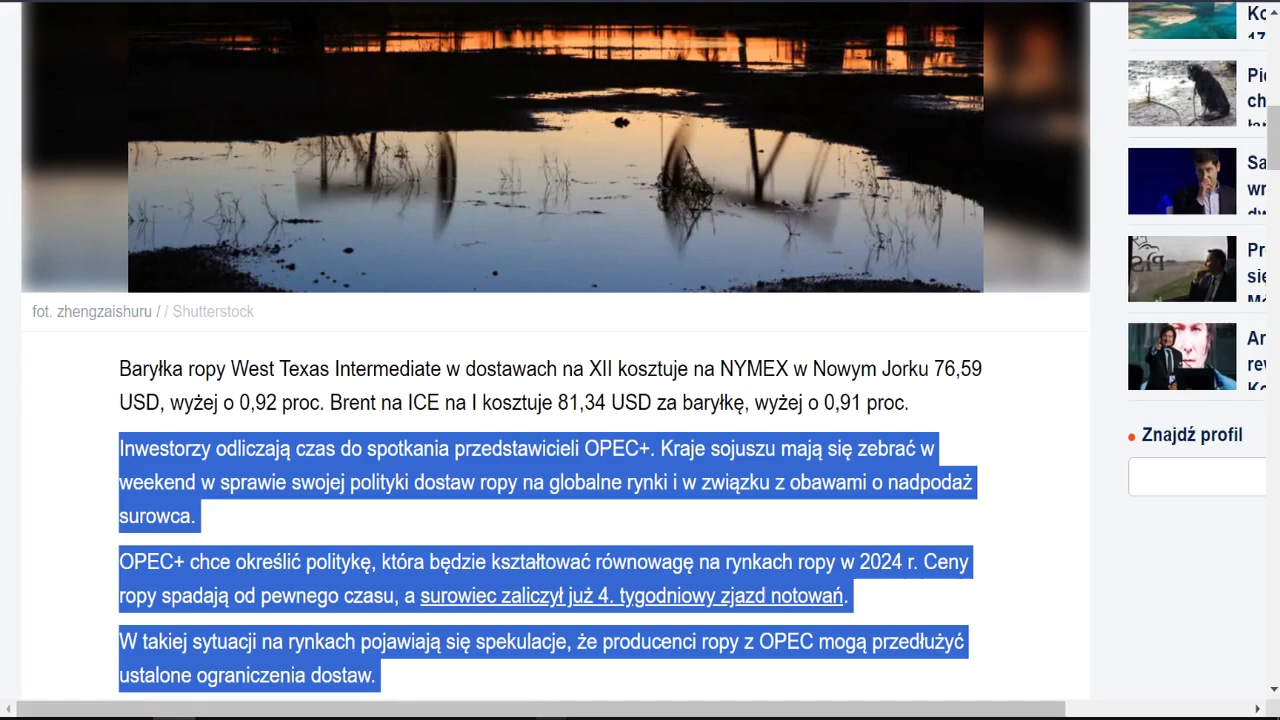 fot. zhengzaishuru / / Shutterstock
Baryłka ropy West Texas Intermediate w dostawach na XII kosztuje na NYMEX w Nowym Jorku 76,59
USD, wyżej o 0,92 proc. Brent na ICE na I kosztuje 81,34 USD za baryłkę, wyżej o 0,91 proc.
Inwestorzy odliczają czas do spotkania przedstawicieli OPEC+. Kraje sojuszu mają się zebrać w
weekend w sprawie swojej polityki dostaw ropy na globalne rynki i w związku z obawami o nadpodaż
surowca.
OPEC+ chce określić politykę, która będzie kształtować równowagę na rynkach ropy w 2024 r. Ceny
ropy spadają od pewnego czasu, a surowiec zaliczył już 4. tygodniowy zjazd notowań.
W takiej sytuacji na rynkach pojawiają się spekulacje, że producenci ropy z OPEC mogą przedłużyć
ustalone ograniczenia dostaw.
Znajdź profil